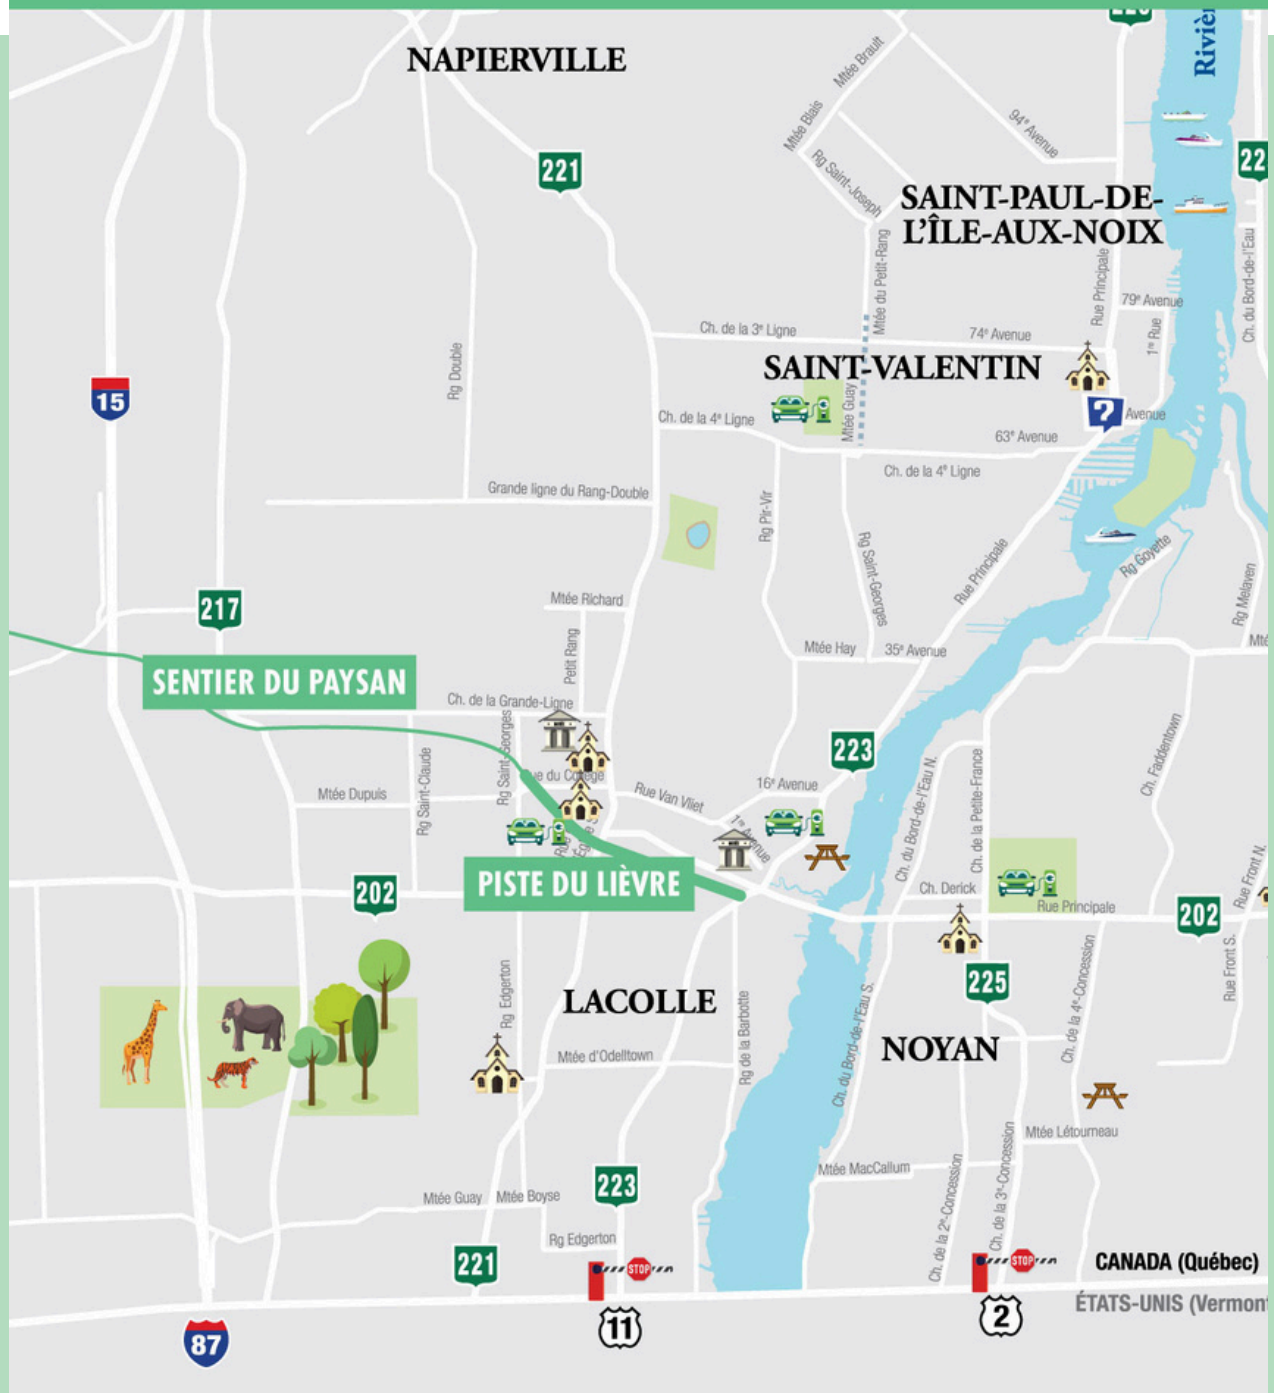 NAPIERVILLE
Mtée Brault
Mtée Blais
94e Avenue
Rg Saint-Joseph
221
22
SAINT-PAUL-DE-
L'ÎLE-AUX-NOIX
Mtée du Petit-Rang
Rue Principale
Ch. du Bord-de-l'Eau
79e Avenue
1re Rue
Ch. de la 3e Ligne
74e Avenue
SAINT-VALENTIN
Rg Double
15
Mtée Guay
?
Avenue
Ch. de la 4e Ligne
63e Avenue
Ch. de la 4e Ligne
Grande ligne du Rang-Double
Rg Pir-Vir
Rg Saint-Georges
Rue Principale
Rg Goyette
Rg Melaven
217
Mtée Richard
Petit Rang
Mtée Hay
35e Avenue
SENTIER DU PAYSAN
Ch. de la Grande-Ligne
Rg Saint-Georges
Rg Saint-Claude
223
Ch. Faddentown
Mtée Dupuis
Rue Van Vliet
16e Avenue
1re Avenue
Ch. du Bord-de-l'Eau N.
Ch. de la Petite-France
PISTE DU LIÈVRE
202
Ch. Derick
Rue Principale
202
Rue Front N.
Rue Front S.
225
Rg Edgerton
LACOLLE
Rg de la Barbotte
Ch. du Bord-de-l'Eau S.
NOYAN
Ch. de la 4e-Concession
Mtée d'Odelltown
Mtée Létourneau
Mtée MacCallum
Ch. de la 2e-Concession
Ch. de la 3e-Concession
223
Mtée Guay
Mtée Boyse
Rg Edgerton
221
STOP
STOP
CANADA (Québec)
ÉTATS-UNIS (Vermont
87
11
2